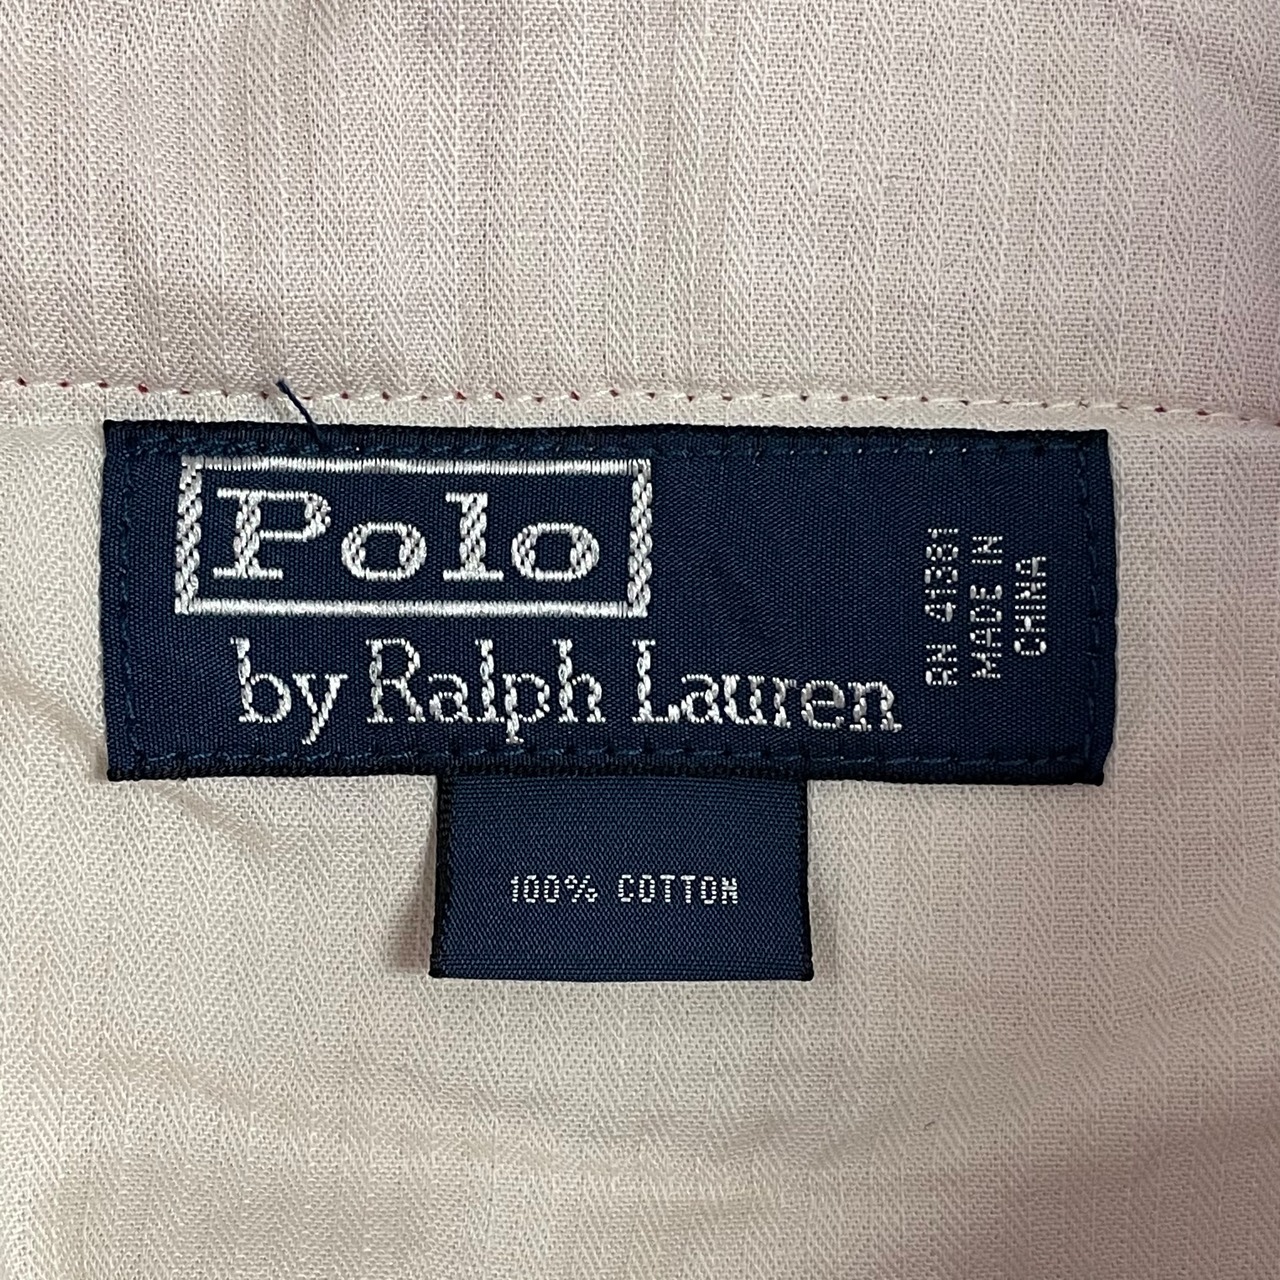 Polo
by Ralph Lauren
RN 41381
MADE IN
CHINA
100% COTTON